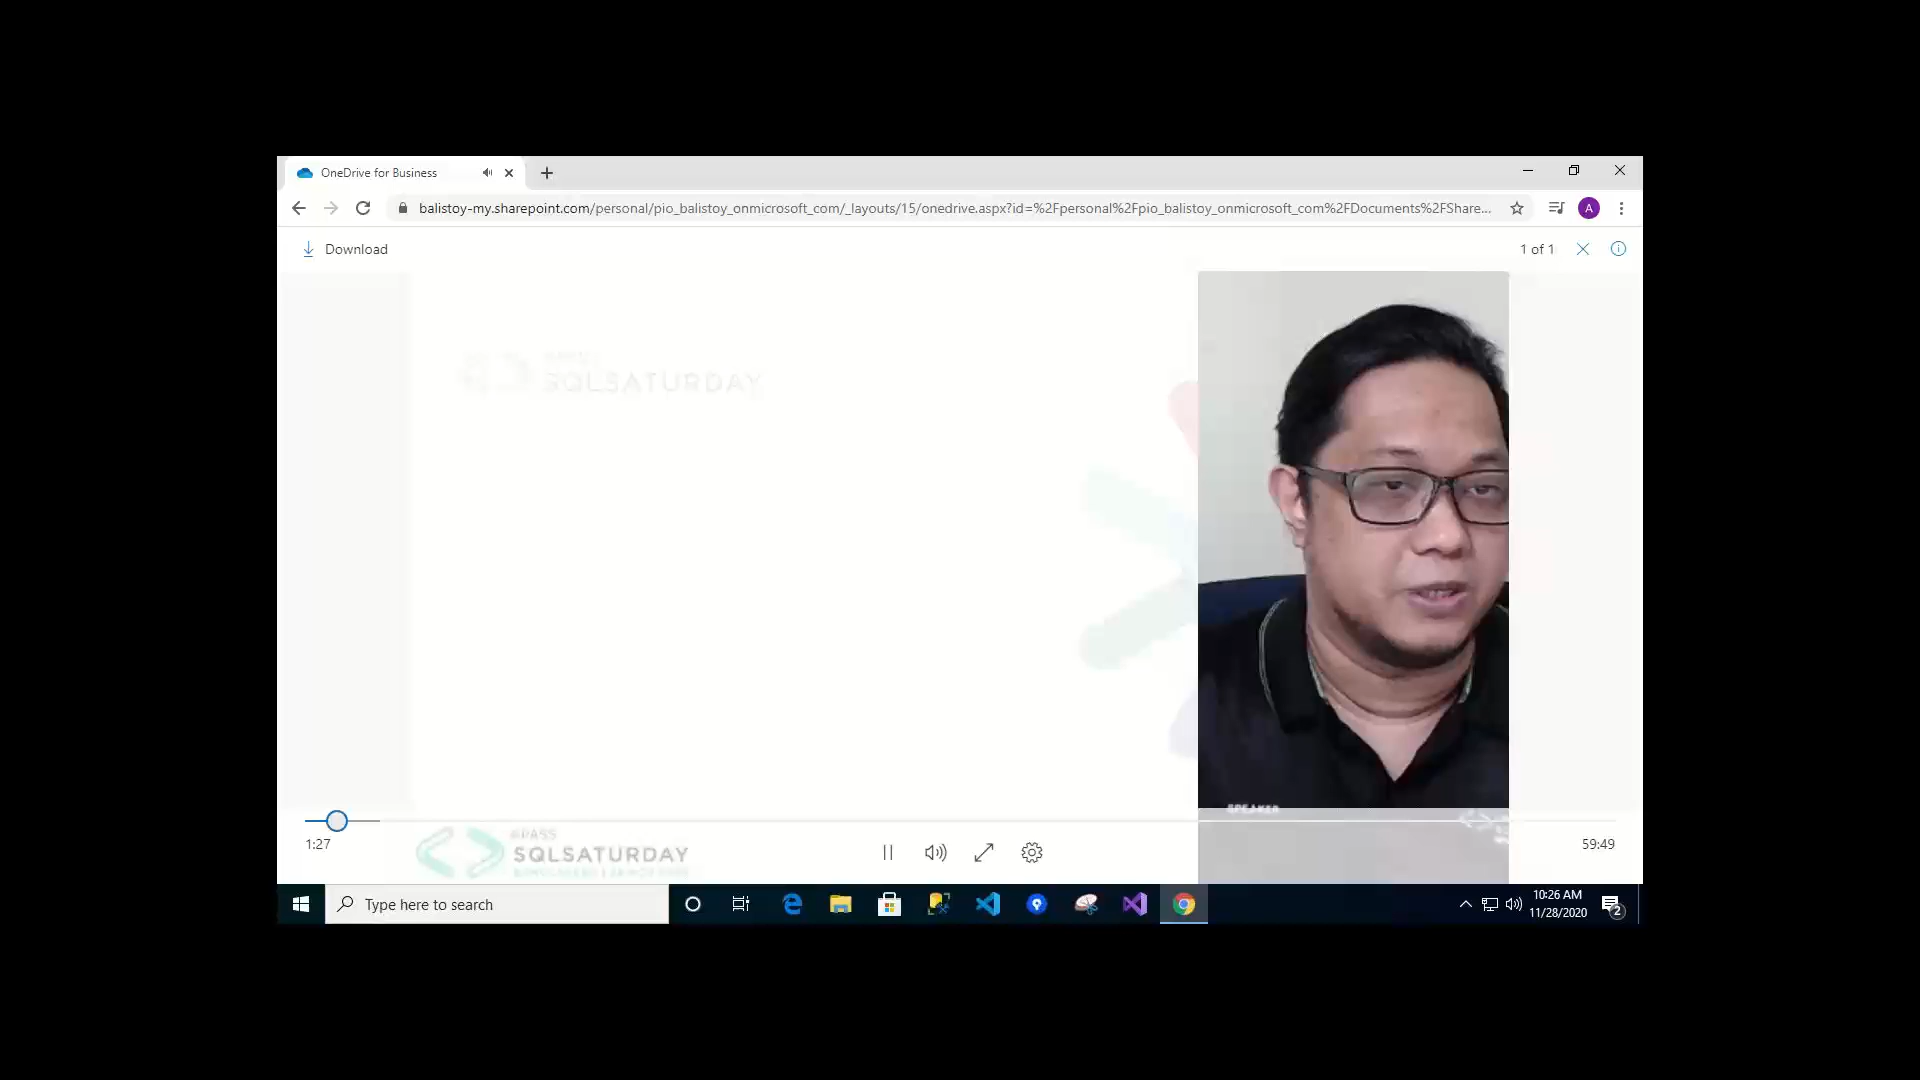 OneDrive for Business
balistoy-my.sharepoint.com/personal/pio_balistoy_onmicrosoft_com/_layouts/15/onedrive.aspx?id=%2Fpersonal%2Fpio_balistoy_onmicrosoft_com%2FDocuments%2FShare...
A
Download
1 of 1
SQLSATURDAY
SPEAKER
1:27
59:49
PASS
SQLSATURDAY
Type here to search
10:26 AM
11/28/2020
2